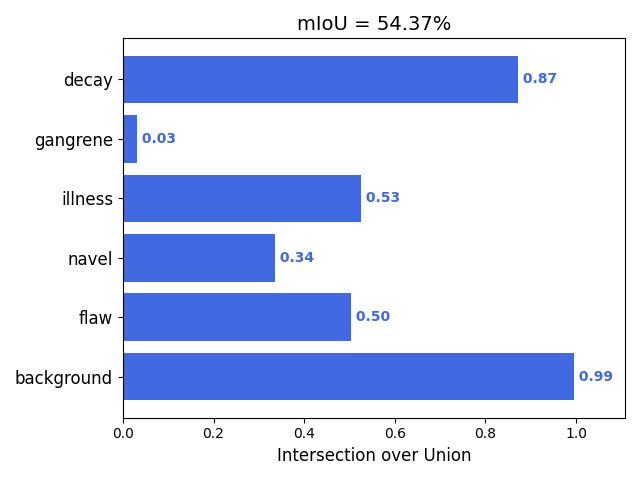 mIoU = 54.37%
decay 0.87
gangrene 0.03
illness 0.53
navel 0.34
flaw 0.50
background 0.99
0.0 0.2 0.4 0.6 0.8 1.0
Intersection over Union